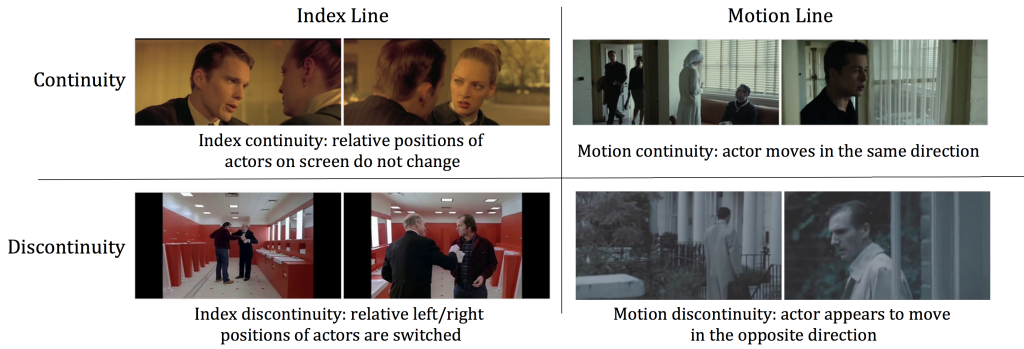 Index Line
Motion Line
Continuity
Index continuity: relative positions of
actors on screen do not change
Motion continuity: actor moves in the same direction
Discontinuity
Index discontinuity: relative left/right
positions of actors are switched
Motion discontinuity: actor appears to move
in the opposite direction